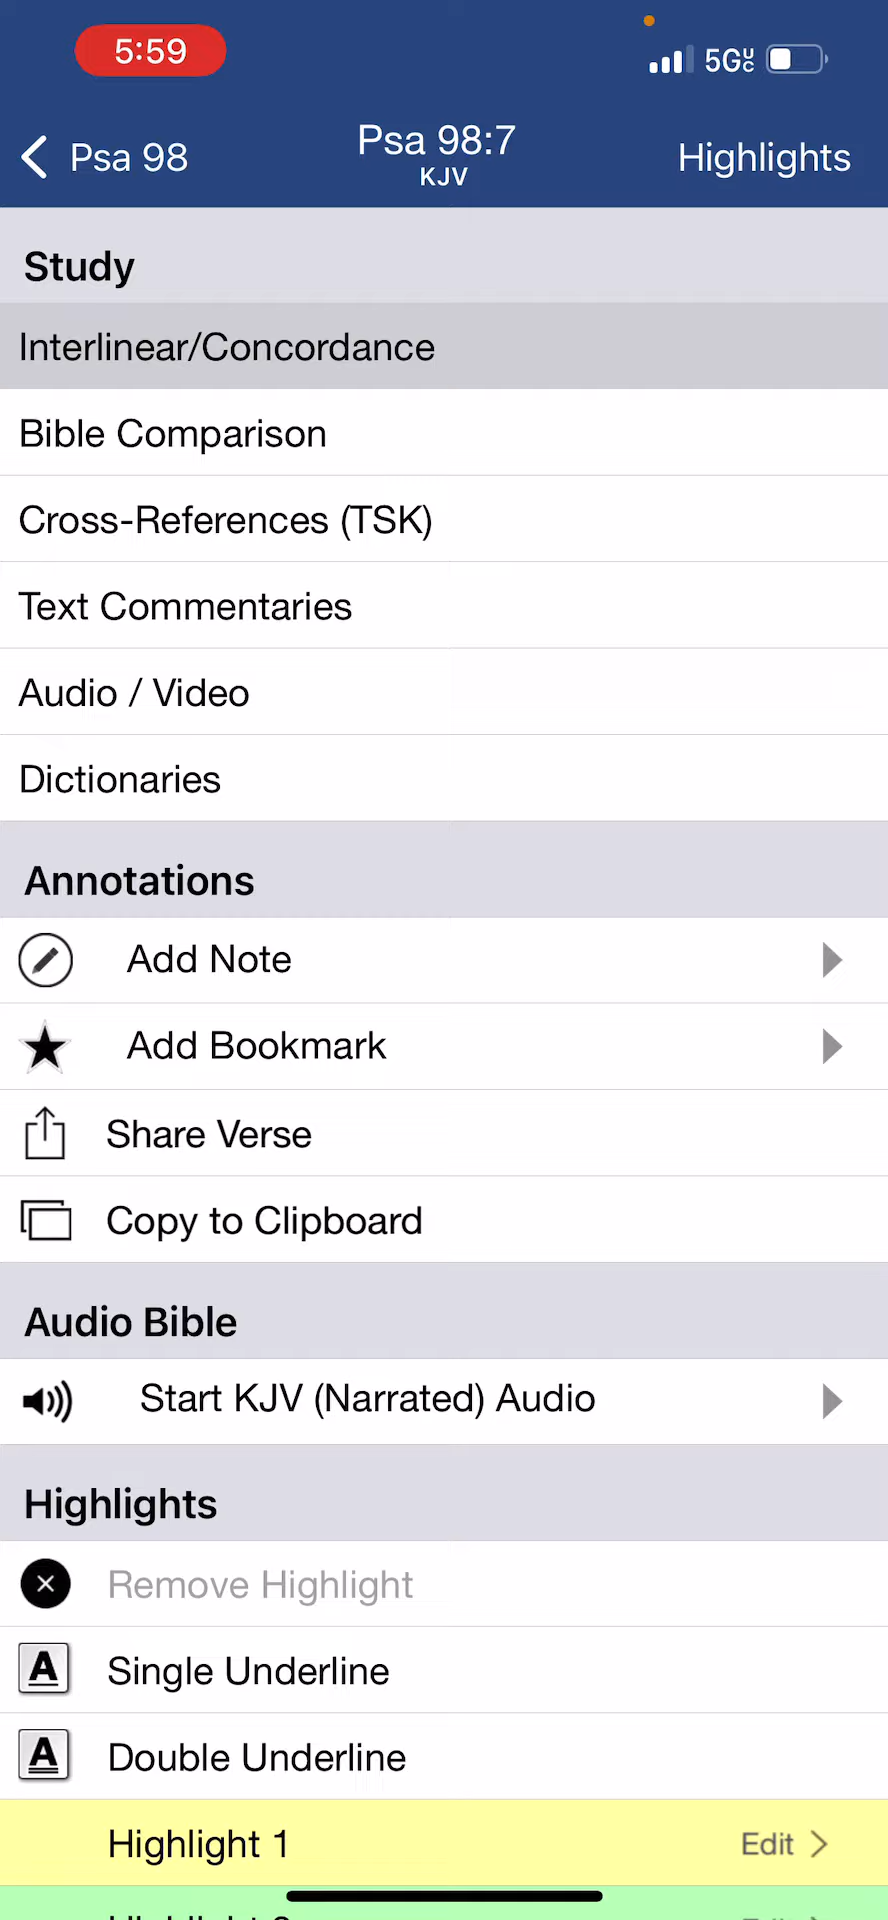 5:59
5GUC
Psa 98
Psa 98:7
KJV
Highlights
Study
Interlinear/Concordance
Bible Comparison
Cross-References (TSK)
Text Commentaries
Audio / Video
Dictionaries
Annotations
Add Note
Add Bookmark
Share Verse
Copy to Clipboard
Audio Bible
Start KJV (Narrated) Audio
Highlights
Remove Highlight
A Single Underline
A Double Underline
Highlight 1 Edit